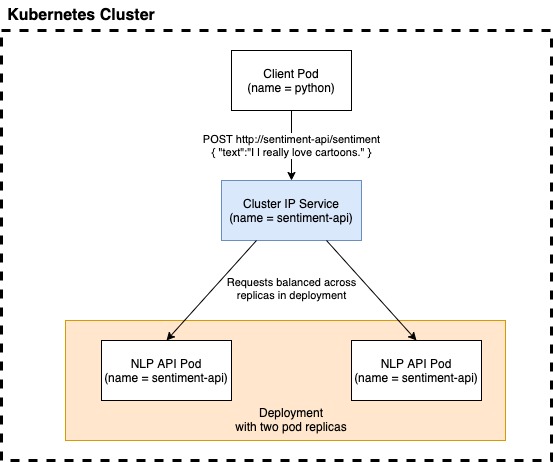 Kubernetes Cluster
Client Pod
(name = python)
POST http://sentiment-api/sentiment
{ "text":"I I really love cartoons." }
Cluster IP Service
(name = sentiment-api)
Requests balanced across
replicas in deployment
NLP API Pod
(name = sentiment-api)
NLP API Pod
(name = sentiment-api)
Deployment
with two pod replicas